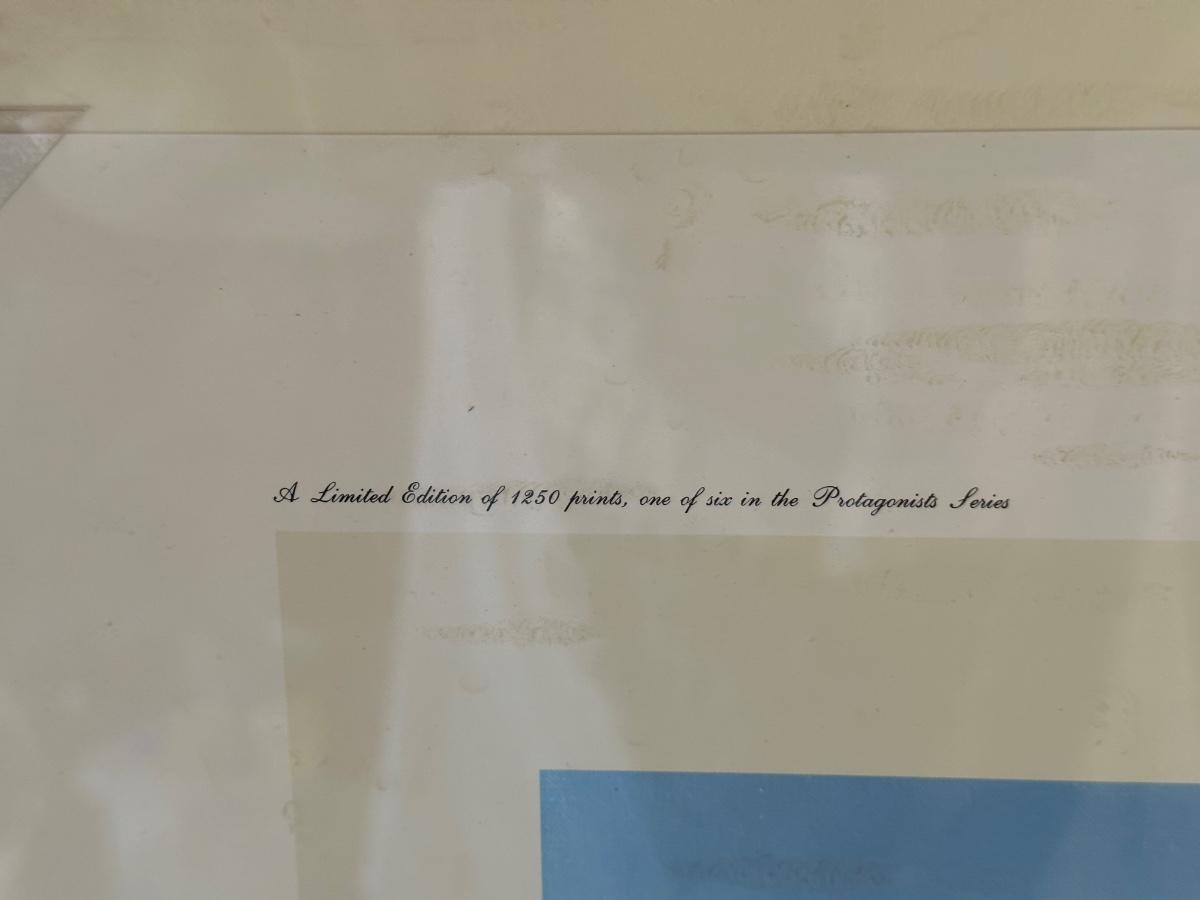 A Limited Edition of 1250 prints, one of six in the Protagonists Series